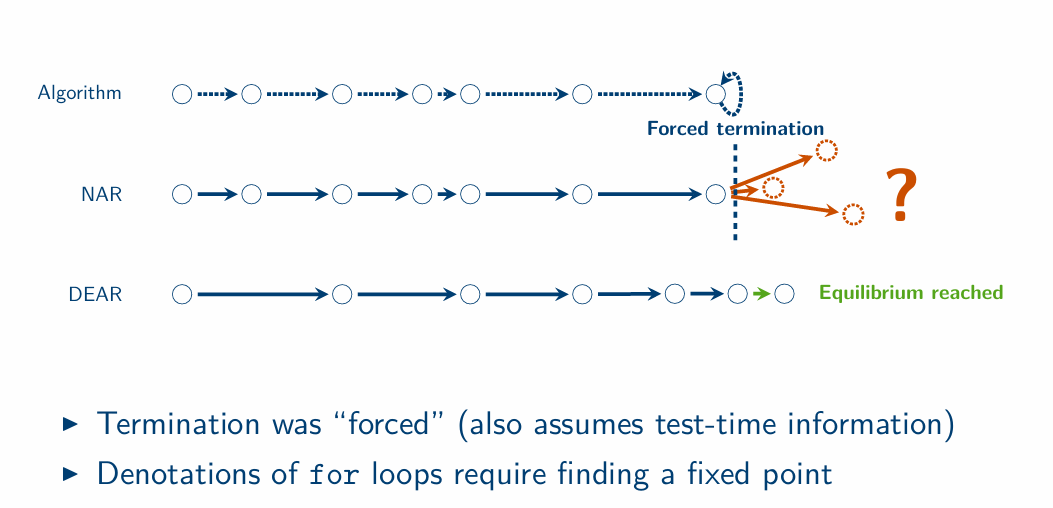 Algorithm
Forced termination
NAR
?
DEAR
Equilibrium reached
Termination was “forced” (also assumes test-time information)
Denotations of for loops require finding a fixed point